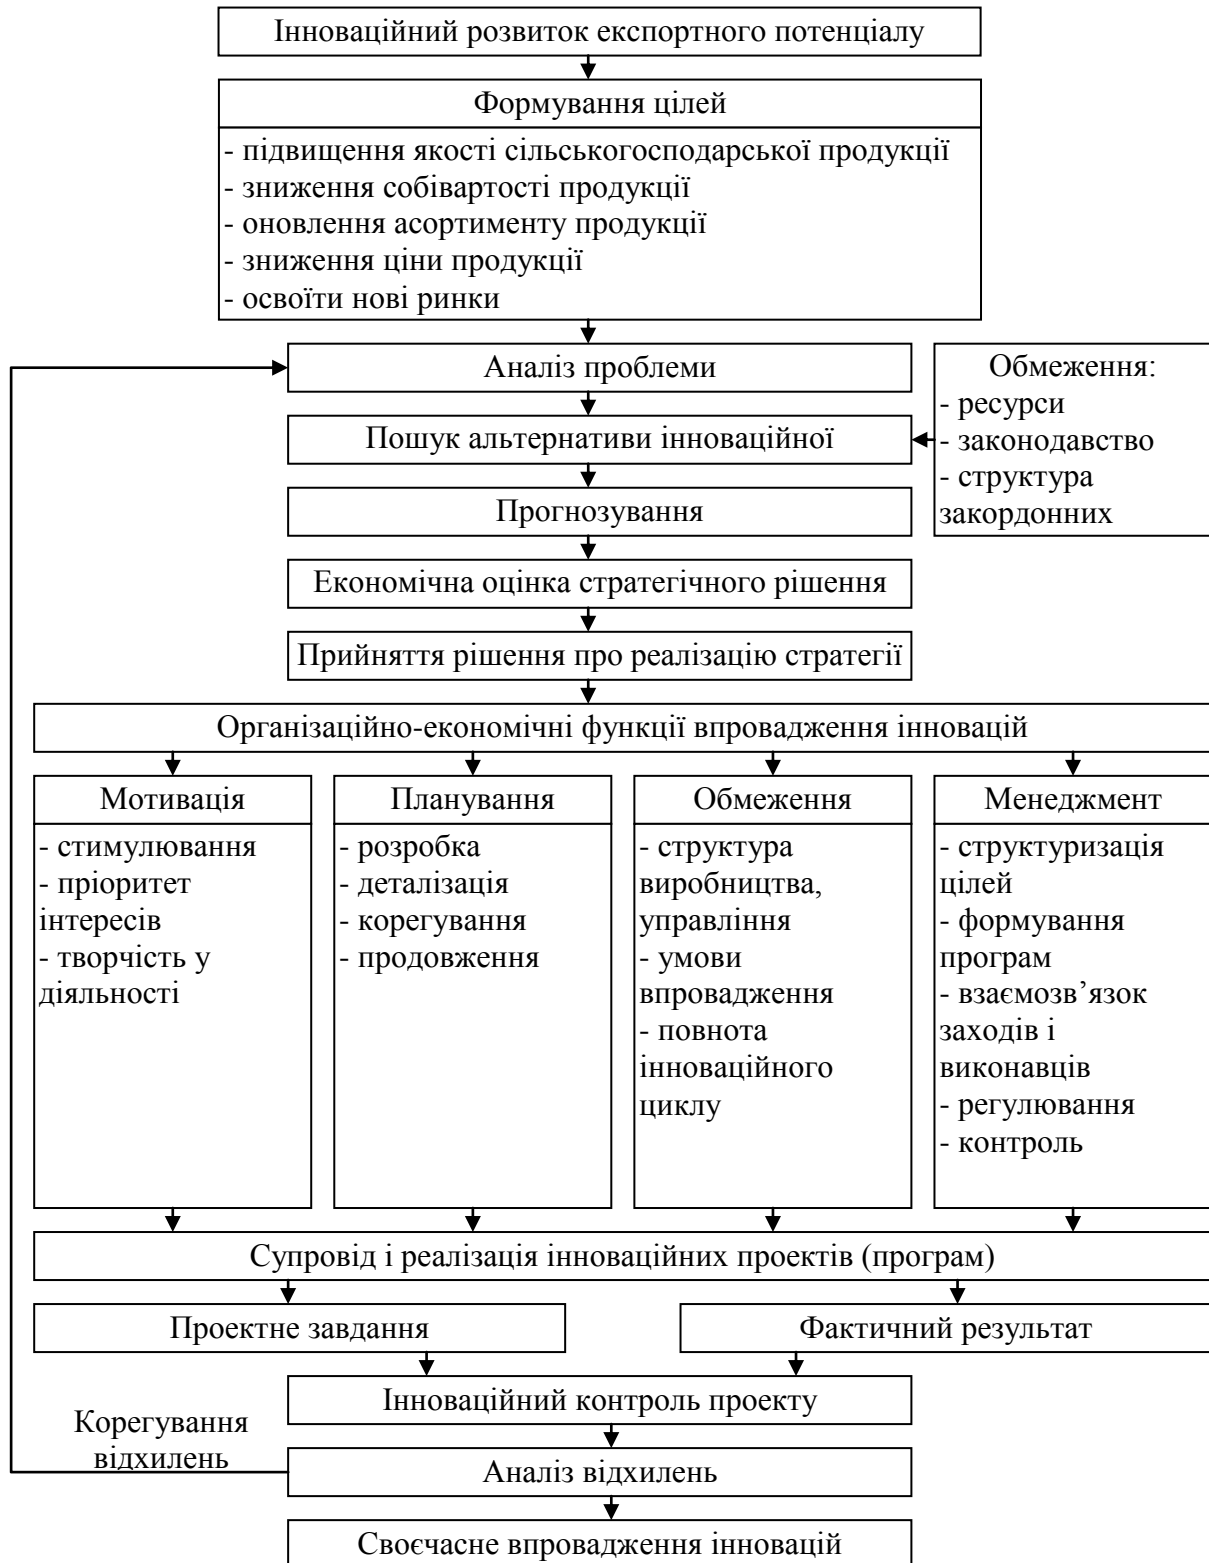 Інноваційний розвиток експортного потенціалу
Формування цілей
- підвищення якості сільськогосподарської продукції
- зниження собівартості продукції
- оновлення асортименту продукції
- зниження ціни продукції
- освоїти нові ринки
Аналіз проблеми
Обмеження:
- ресурси
- законодавство
- структура
закордонних
Пошук альтернативи інноваційної
Прогнозування
Економічна оцінка стратегічного рішення
Прийняття рішення про реалізацію стратегії
Організаційно-економічні функції впровадження інновацій
Мотивація
- стимулювання
- пріоритет
інтересів
- творчість у
діяльності
Планування
- розробка
- деталізація
- корегування
- продовження
Обмеження
- структура
виробництва,
управління
- умови
впровадження
- повнота
інноваційного
циклу
Менеджмент
- структуризація
цілей
- формування
програм
- взаємозв’язок
заходів і
виконавців
- регулювання
- контроль
Супровід і реалізація інноваційних проектів (програм)
Проектне завдання
Фактичний результат
Інноваційний контроль проекту
Корегування
відхилень
Аналіз відхилень
Своєчасне впровадження інновацій